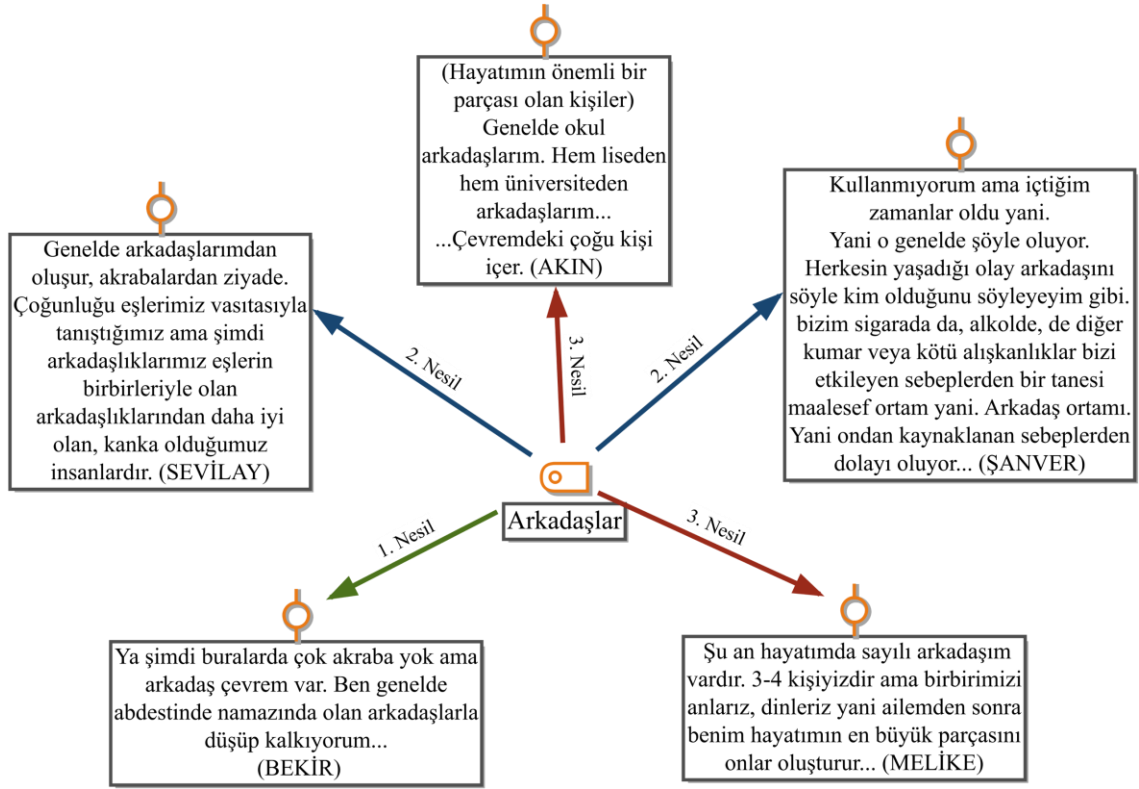 (Hayatımın önemli bir
parçası olan kişiler)
Genelde okul
arkadaşlarım. Hem liseden
hem üniversiteden
arkadaşlarım...
...Çevremdeki çoğu kişi
içer. (AKIN)
Genelde arkadaşlarımdan
oluşur, akrabalardan ziyade.
Çoğunluğu eşlerimiz vasıtasıyla
tanıştığımız ama şimdi
arkadaşlıklarımız eşlerin
birbirleriyle olan
arkadaşlıklarından daha iyi
olan, kanka olduğumuz
insanlardır. (SEVİLAY)
Kullanmıyorum ama içtiğim
zamanlar oldu yani.
Yani o genelde şöyle oluyor.
Herkesin yaşadığı olay arkadaşını
söyle kim olduğunu söyleyeyim gibi.
bizim sigarada da, alkolde, de diğer
kumar veya kötü alışkanlıklar bizi
etkileyen sebeplerden bir tanesi
maalesef ortam yani. Arkadaş ortamı.
Yani ondan kaynaklanan sebeplerden
dolayı oluyor... (ŞANVER)
2. Nesil
3. Nesil
2. Nesil
Arkadaşlar
1. Nesil
3. Nesil
Ya şimdi buralarda çok akraba yok ama
arkadaş çevrem var. Ben genelde
abdestinde namazında olan arkadaşlarla
düşüp kalkıyorum...
(BEKİR)
Şu an hayatımda sayılı arkadaşım
vardır. 3-4 kişiyizdir ama birbirimizi
anlarız, dinleriz yani ailemden sonra
benim hayatımın en büyük parçasını
onlar oluşturur... (MELİKE)